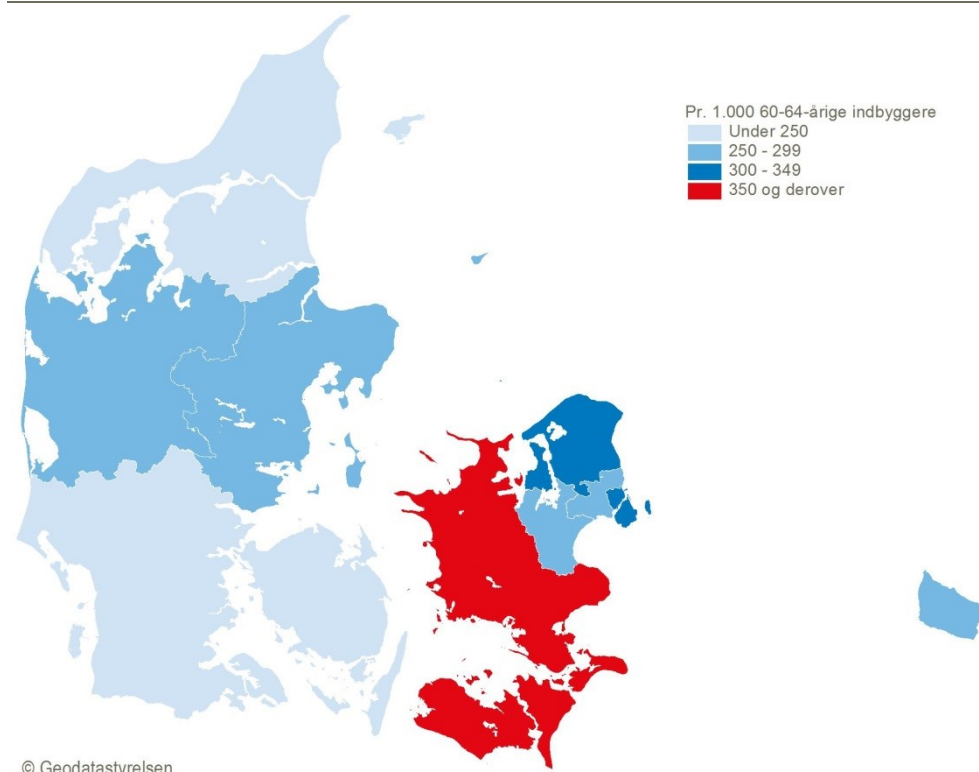 Pr. 1.000 60-64-årige indbyggere
Under 250
250 - 299
300 - 349
350 og derover
© Geodatastyrelsen